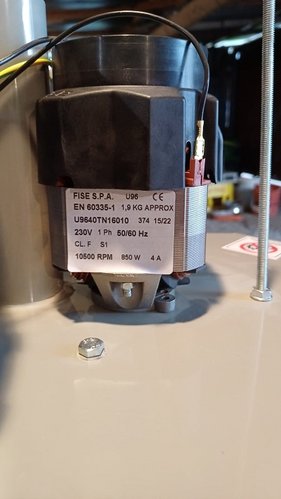 FISE S.P.A. U96 CE
EN 60335-1 1,9 KG APPROX
U9640TN16010 374 15/22
230V 1 Ph 50/60 Hz
CL. F S1
10500 RPM 850 W 4 A